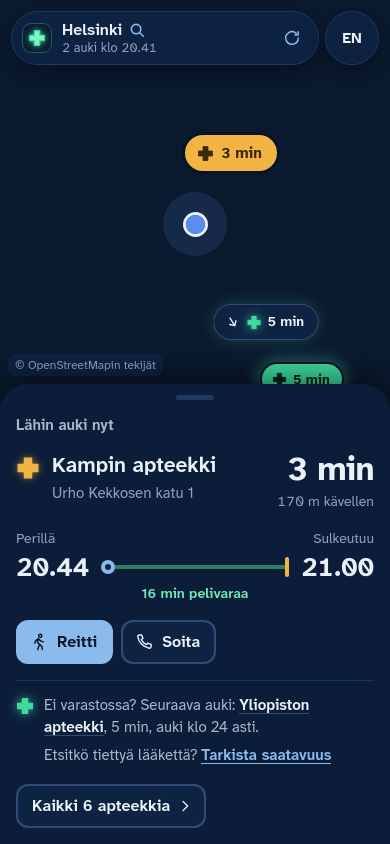 Helsinki
2 auki klo 20.41
EN
3 min
5 min
© OpenStreetMapin tekijät
5 min
Lähin auki nyt
Kampin apteekki
3 min
Urho Kekkosen katu 1
170 m kävellen
Perillä
Sulkeutuu
20.44
21.00
16 min pelivaraa
Reitti
Soita
Ei varastossa? Seuraava auki: Yliopiston
apteekki, 5 min, auki klo 24 asti.
Etsitkö tiettyä lääkettä? Tarkista saatavuus
Kaikki 6 apteekkia